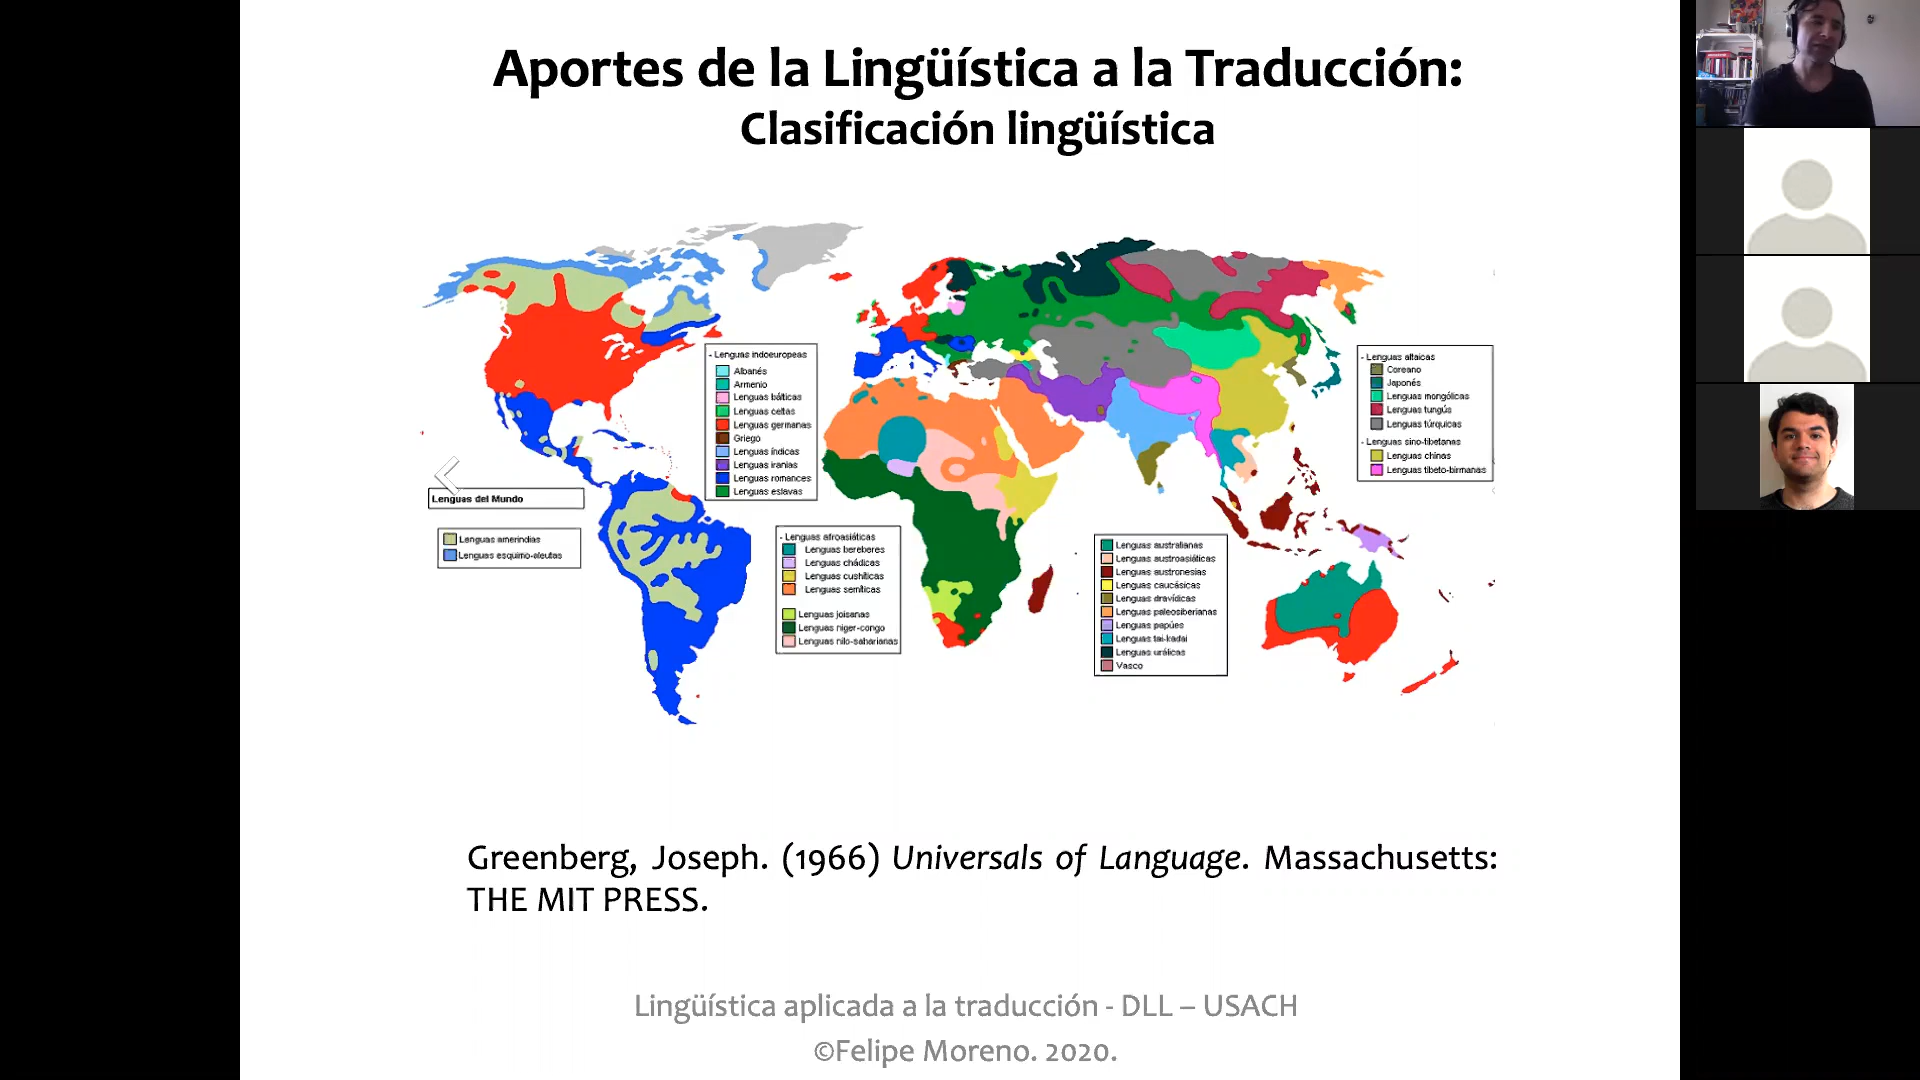 Aportes de la Lingüística a la Traducción:
Clasificación lingüística
- Lenguas indoeuropeas
Albanés
Armenio
Lenguas bálticas
Lenguas celtas
Lenguas germanas
Griego
Lenguas índicas
Lenguas iranias
Lenguas romances
Lenguas eslavas
- Lenguas altaicas
Coreano
Japonés
Lenguas mongólicas
Lenguas tungús
Lenguas túrquicas
- Lenguas sino-tibetanas
Lenguas chinas
Lenguas tibeto-birmanas
Lenguas del Mundo
Lenguas amerindias
Lenguas esquimo-aleutas
- Lenguas afroasiáticas
Lenguas bereberes
Lenguas chádicas
Lenguas cushíticas
Lenguas semíticas
Lenguas joisanas
Lenguas niger-congo
Lenguas nilo-saharianas
Lenguas australianas
Lenguas austroasiáticas
Lenguas austronesias
Lenguas caucásicas
Lenguas dravídicas
Lenguas paleosiberianas
Lenguas papúes
Lenguas tai-kadai
Lenguas urálicas
Vasco
Greenberg, Joseph. (1966) Universals of Language. Massachusetts:
THE MIT PRESS.
Lingüística aplicada a la traducción - DLL – USACH
©Felipe Moreno. 2020.